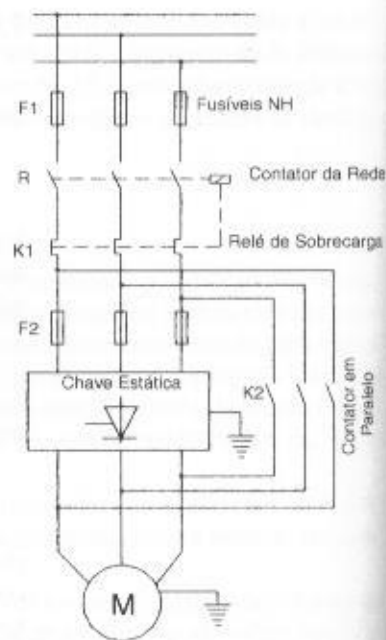 F1
Fusíveis NH
R
Contator da Rede
K1
Relé de Sobrecarga
F2
Chave Estática
K2
Contator em
Paralelo
M